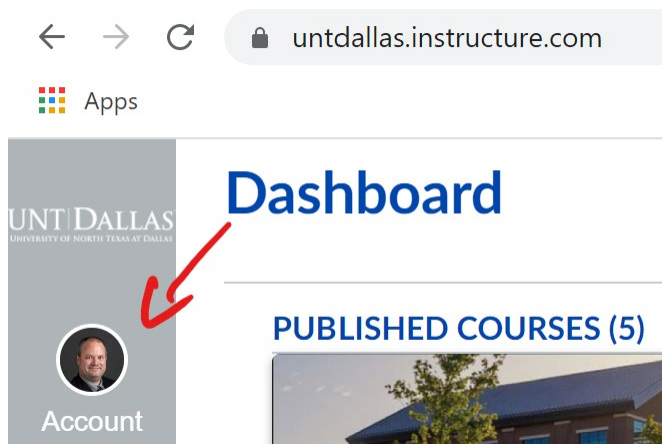 untdallas.instructure.com
Apps
UNT DALLAS
UNIVERSITY OF NORTH TEXAS AT DALLAS
Dashboard
PUBLISHED COURSES (5)
Account